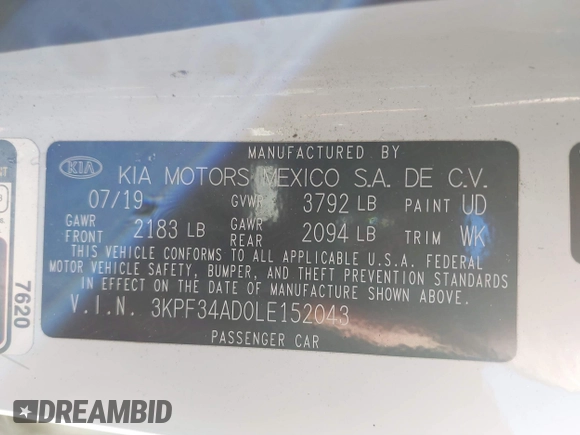 MANUFACTURED BY
KIA KIA MOTORS MEXICO S.A. DE C.V.
07/19 GVWR 3792 LB PAINT UD
GAWR FRONT 2183 LB GAWR REAR 2094 LB TRIM WK
THIS VEHICLE CONFORMS TO ALL APPLICABLE U.S.A. FEDERAL
MOTOR VEHICLE SAFETY, BUMPER, AND THEFT PREVENTION STANDARDS
IN EFFECT ON THE DATE OF MANUFACTURE SHOWN ABOVE.
V.I.N. 3KPF34AD0LE152043
PASSENGER CAR
7620
DREAMBID